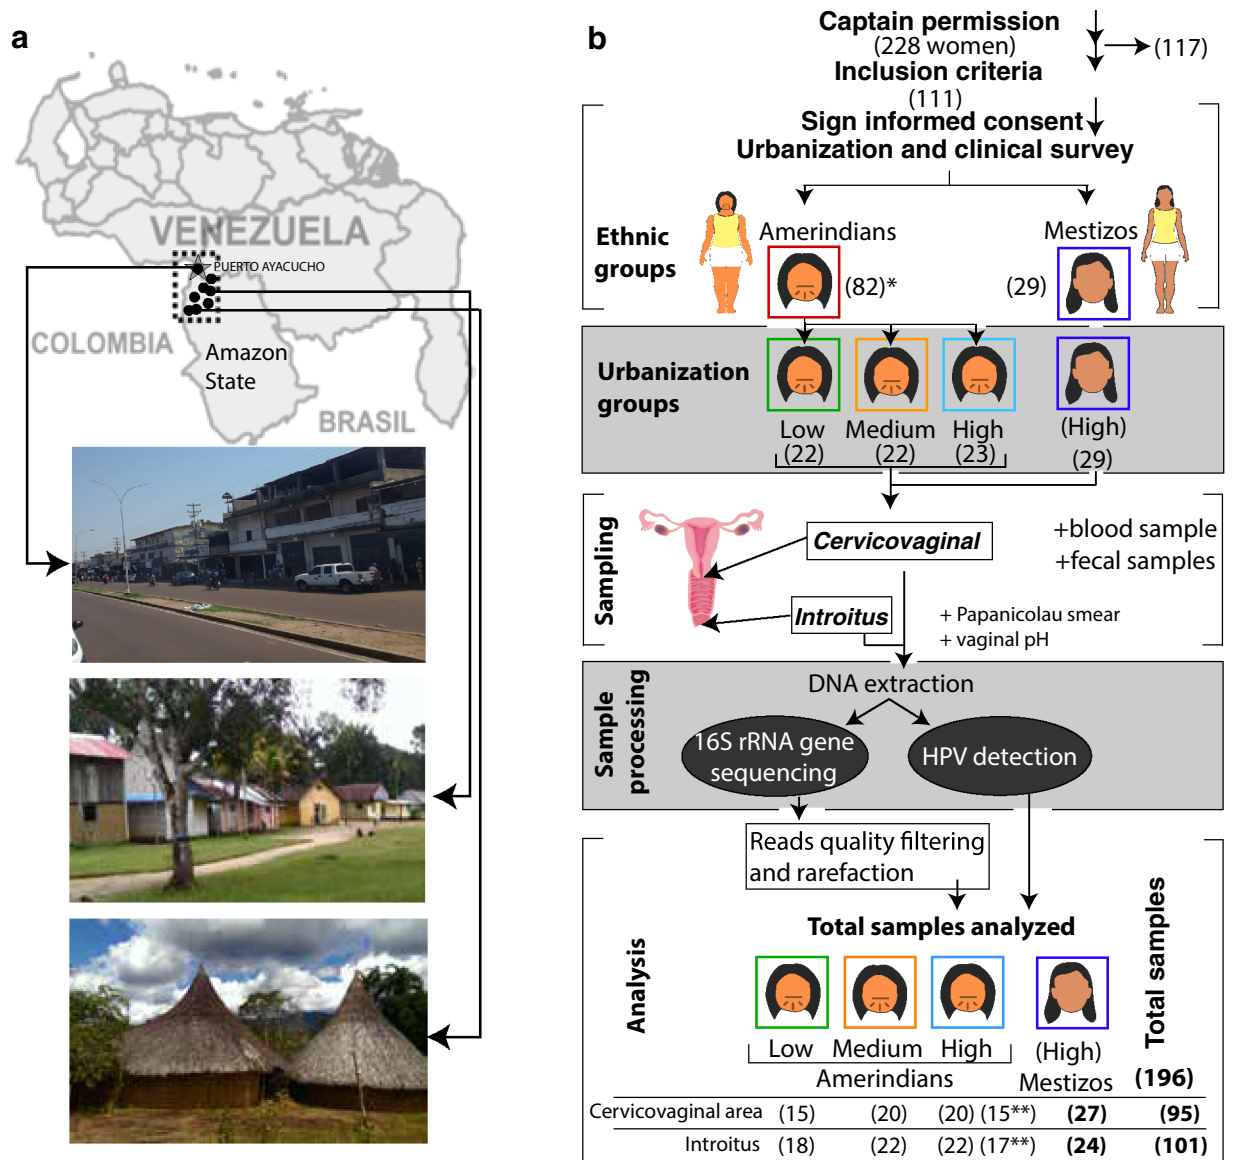 a
VENEZUELA
PUERTO AYACUCHO
COLOMBIA
Amazon
State
BRASIL
b
Captain permission
(228 women)
(117)
Inclusion criteria
(111)
Sign informed consent
Urbanization and clinical survey
Ethnic
groups
Amerindians
(82)*
Mestizos
(29)
Urbanization
groups
Low
(22)
Medium
(22)
High
(23)
(High)
(29)
Sampling
Cervicovaginal
Introitus
+blood sample
+fecal samples
+ Papanicolau smear
+ vaginal pH
Sample
processing
DNA extraction
16S rRNA gene
sequencing
HPV detection
Analysis
Reads quality filtering
and rarefaction
Total samples analyzed
Total samples
Low Medium High (High)
Amerindians Mestizos (196)
Cervicovaginal area (15) (20) (20) (15**) (27) (95)
Introitus (18) (22) (22) (17**) (24) (101)